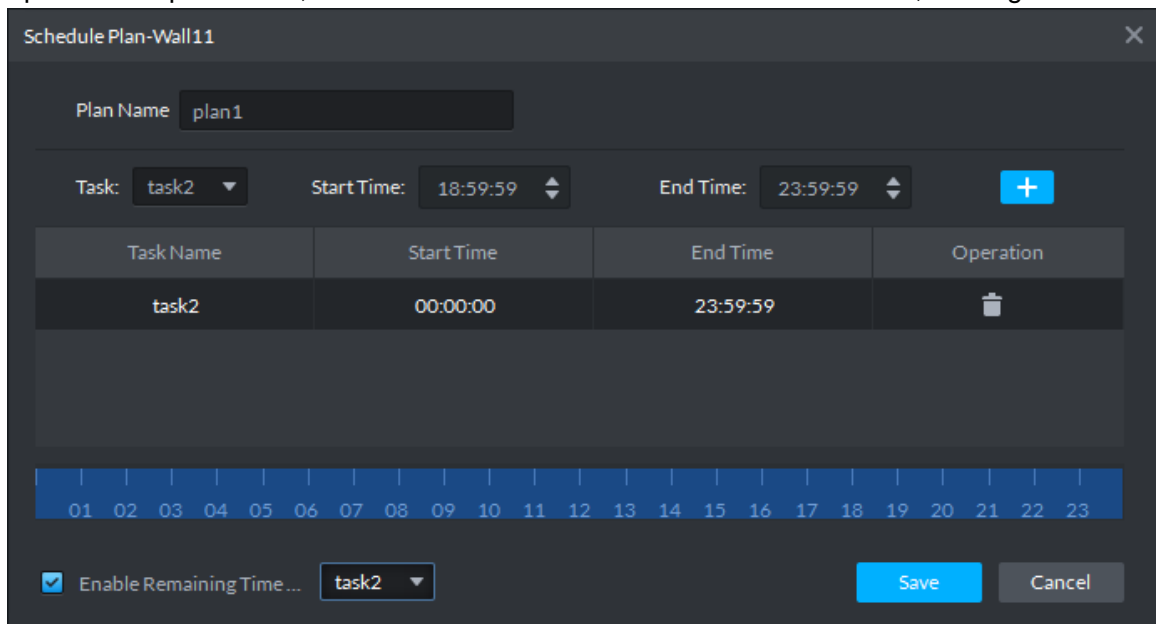 Schedule Plan-Wall11
Plan Name plan1
Task: task2 Start Time: 18:59:59 End Time: 23:59:59 +
Task Name Start Time End Time Operation
task2 00:00:00 23:59:59
01 02 03 04 05 06 07 08 09 10 11 12 13 14 15 16 17 18 19 20 21 22 23
Enable Remaining Time ... task2 Save Cancel